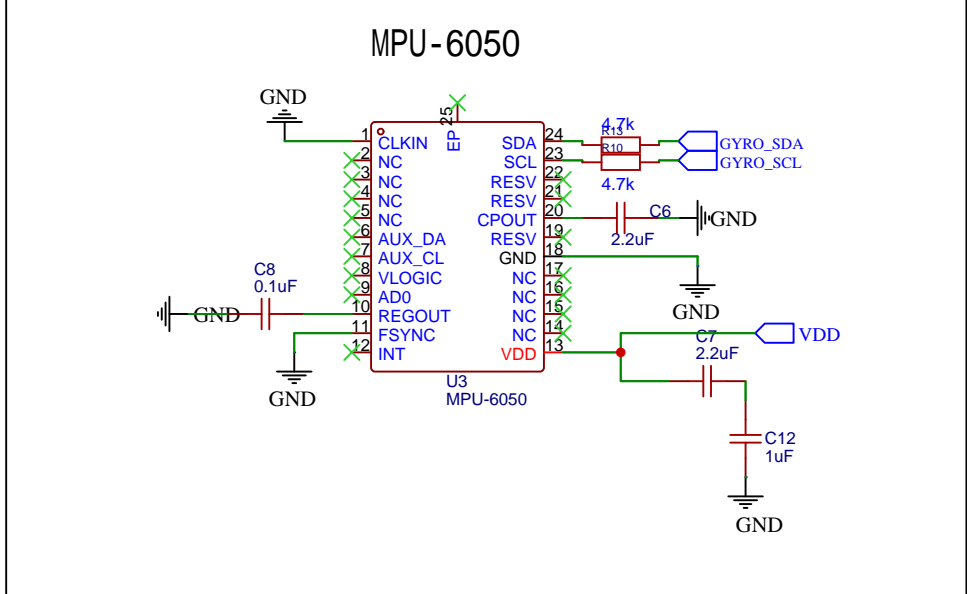 MPU-6050
GND
25
EP
1
CLKIN
2
NC
3
NC
4
NC
5
NC
6
AUX_DA
7
AUX_CL
8
VLOGIC
9
AD0
10
REGOUT
11
FSYNC
12
INT
24
SDA
23
SCL
22
RESV
21
RESV
20
CPOUT
19
RESV
18
GND
17
NC
16
NC
15
NC
14
NC
13
VDD
4.7k
R13
R10
4.7k
GYRO_SDA
GYRO_SCL
C6
2.2uF
GND
GND
C8
0.1uF
GND
GND
U3
MPU-6050
VDD
C7
2.2uF
C12
1uF
GND